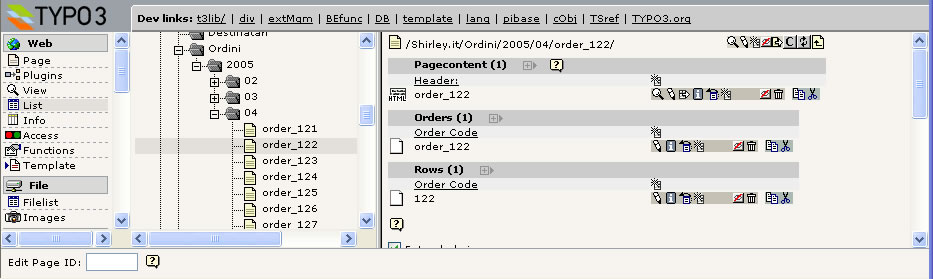 TYPO3
Dev links: t3lib/ | div | extMgm | BEfunc | DB | template | lang | pibase | cObj | TSref | TYPO3.org
Web
Page
Plugins
View
List
Info
Access
Functions
Template
File
Filelist
Images
Destinatari
Ordini
2005
02
03
04
order_121
order_122
order_123
order_124
order_125
order_126
order_127
/Shirley.it/Ordini/2005/04/order_122/
Pagecontent (1)
Header:
HTML order_122
Orders (1)
Order Code
order_122
Rows (1)
Order Code
122
Edit Page ID: